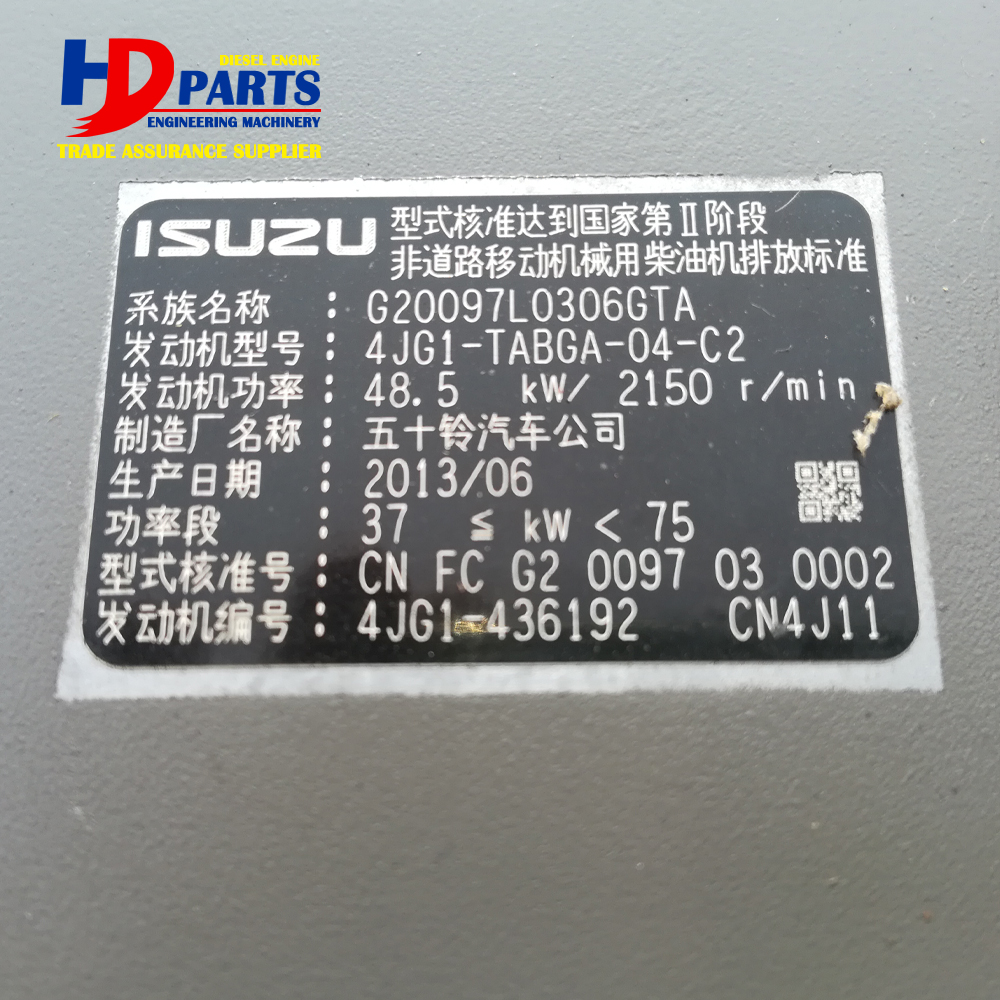 DIESEL ENGINE
HD PARTS
ENGINEERING MACHINERY
TRADE ASSURANCE SUPPLIER
ISUZU 型式核准达到国家第Ⅱ阶段
非道路移动机械用柴油机排放标准
系族名称 : G20097L0306GTA
发动机型号 : 4JG1-TABGA-04-C2
发动机功率 : 48.5 kW/ 2150 r/min
制造厂名称 : 五十铃汽车公司
生产日期 : 2013/06
功率段 : 37 ≤ kW < 75
型式核准号 : CN FC G2 0097 03 0002
发动机编号 : 4JG1-436192 CN4J11